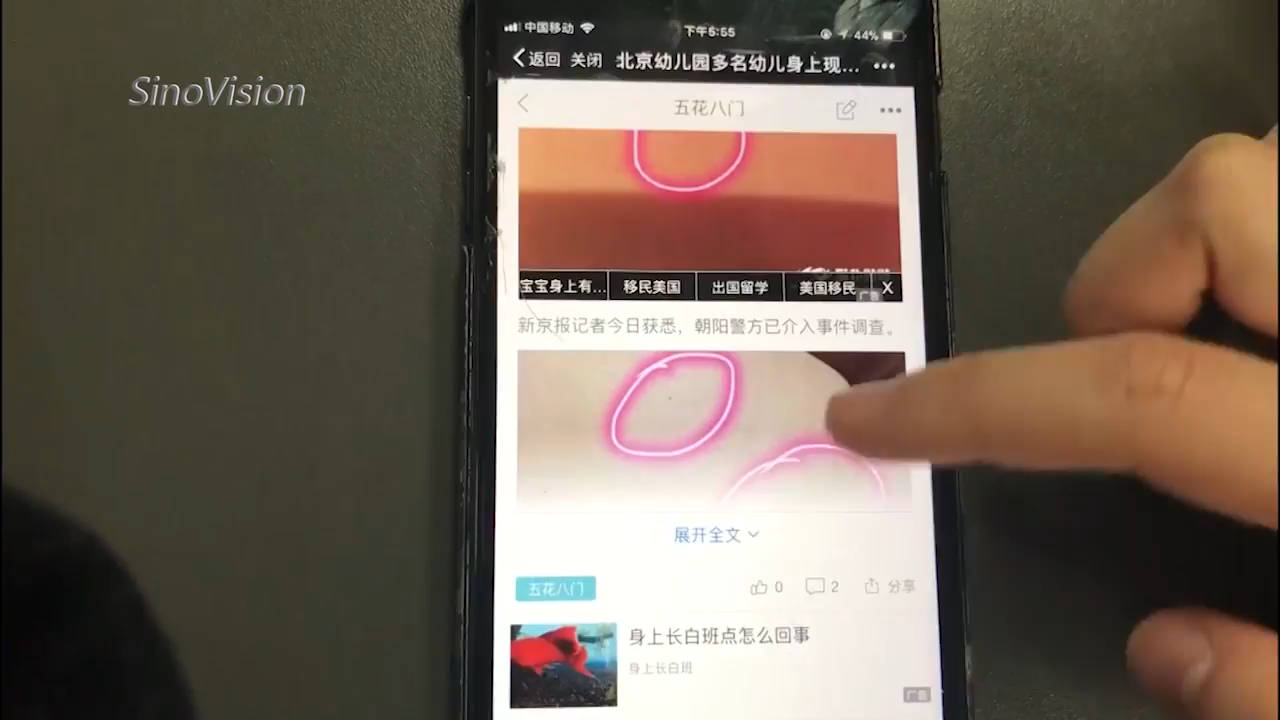 中国移动
下午5:55
44%
返回 关闭 北京幼儿园多名幼儿身上现...
SinoVision
五花八门
宝宝身上有... 移民美国 出国留学 美国移民 X
广告
新京报记者今日获悉，朝阳警方已介入事件调查。
展开全文
五花八门 0 2 分享
身上长白班点怎么回事
身上长白斑
广告